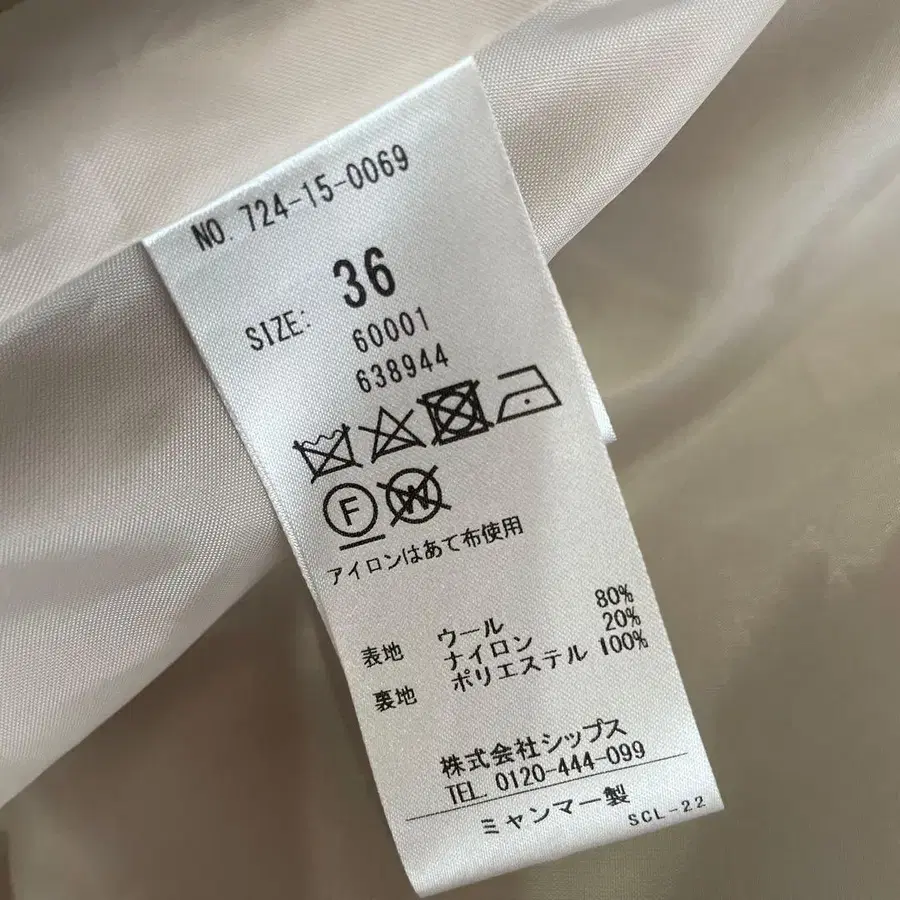 NO. 724-15-0069
SIZE: 36
60001
638944
F W
アイロンはあて布使用
表地 ウール 80%
ナイロン 20%
裏地 ポリエステル 100%
株式会社シップス
TEL. 0120-444-099
ミャンマー製
SCL-22